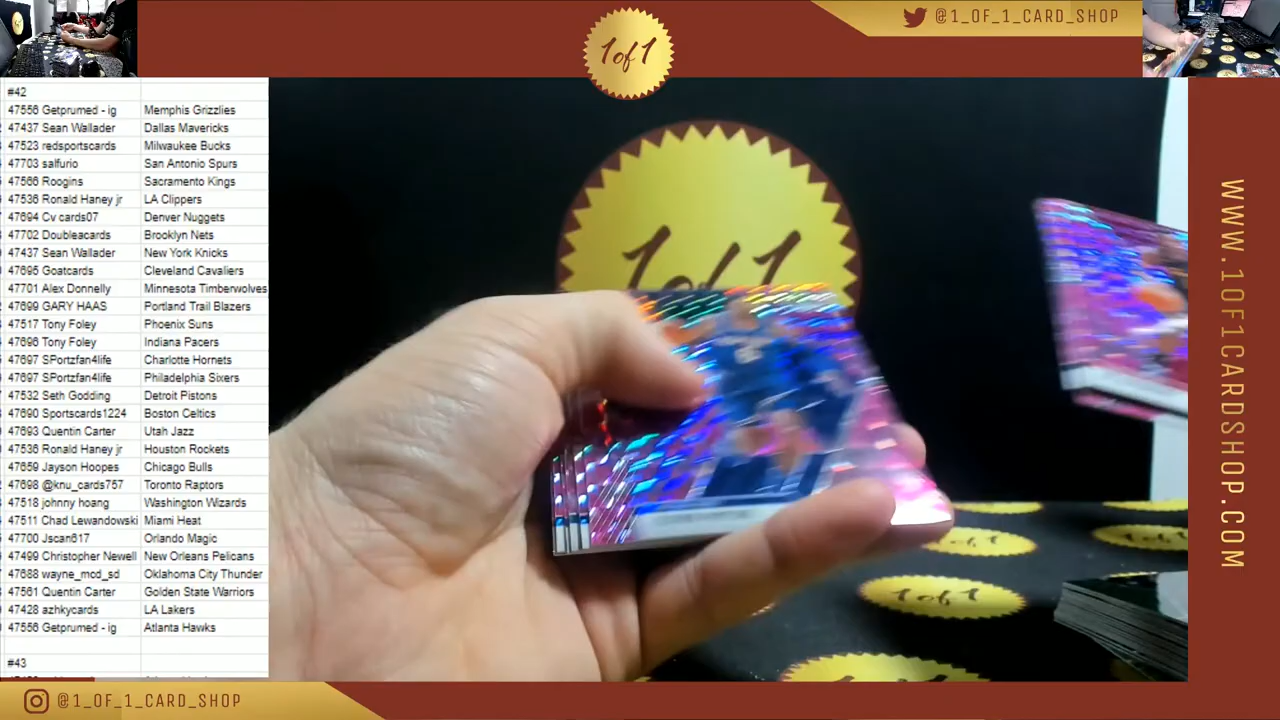 @1_OF_1_CARD_SHOP
1of1
#42
47556 Getprumed - ig Memphis Grizzlies
47437 Sean Wallader Dallas Mavericks
47523 redsportscards Milwaukee Bucks
47703 salfurio San Antonio Spurs
47566 Roogins Sacramento Kings
47536 Ronald Haney jr LA Clippers
47694 Cv cards07 Denver Nuggets
47702 Doubleacards Brooklyn Nets
47437 Sean Wallader New York Knicks
47695 Goatcards Cleveland Cavaliers
47701 Alex Donnelly Minnesota Timberwolves
47699 GARY HAAS Portland Trail Blazers
47517 Tony Foley Phoenix Suns
47696 Tony Foley Indiana Pacers
47697 SPortzfan4life Charlotte Hornets
47697 SPortzfan4life Philadelphia Sixers
47532 Seth Godding Detroit Pistons
47690 Sportscards1224 Boston Celtics
47693 Quentin Carter Utah Jazz
47536 Ronald Haney jr Houston Rockets
47659 Jayson Hoopes Chicago Bulls
47698 @knu_cards757 Toronto Raptors
47518 johnny hoang Washington Wizards
47511 Chad Lewandowski Miami Heat
47700 Jscan617 Orlando Magic
47499 Christopher Newell New Orleans Pelicans
47688 wayne_mcd_sd Oklahoma City Thunder
47561 Quentin Carter Golden State Warriors
47428 azhkycards LA Lakers
47556 Getprumed - ig Atlanta Hawks
#43
1of1
1of1
1of1
WWW.1OF1CARDSHOP.COM
@1_OF_1_CARD_SHOP